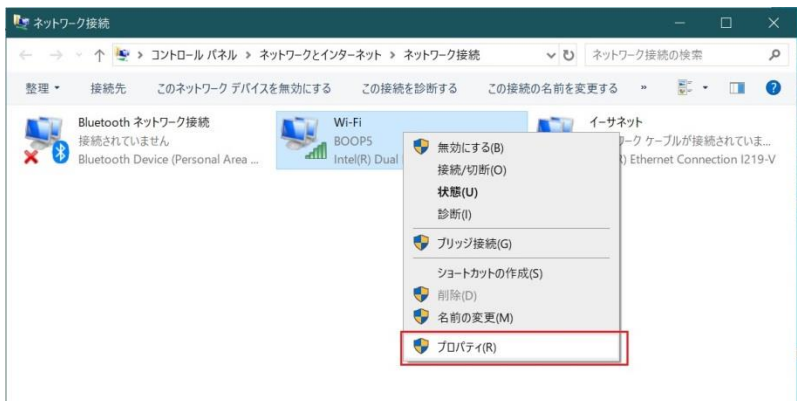 ネットワーク接続
コントロール パネル > ネットワークとインターネット > ネットワーク接続
ネットワーク接続の検索
整理 接続先 このネットワーク デバイスを無効にする この接続を診断する この接続の名前を変更する »
Bluetooth ネットワーク接続
接続されていません
Bluetooth Device (Personal Area ...
Wi-Fi
BOOP5
Intel(R) Dual
イーサネット
ワーク ケーブルが接続されていま...
) Ethernet Connection I219-V
無効にする(B)
接続/切断(O)
状態(U)
診断(I)
ブリッジ接続(G)
ショートカットの作成(S)
削除(D)
名前の変更(M)
プロパティ(R)